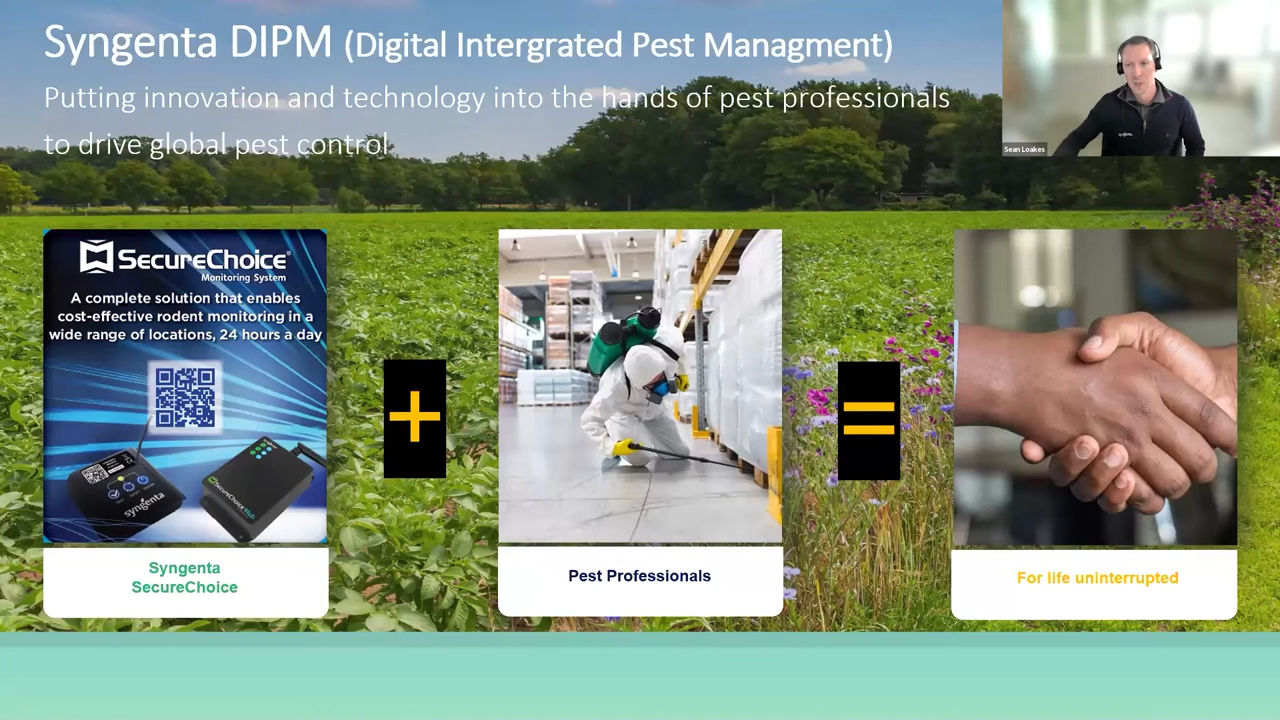 Syngenta DIPM (Digital Intergrated Pest Managment)
Putting innovation and technology into the hands of pest professionals
to drive global pest control
Sean Loakes
SecureChoice®
Monitoring System
A complete solution that enables
cost-effective rodent monitoring in a
wide range of locations, 24 hours a day
syngenta
SecureChoice Hub
+
=
Syngenta
SecureChoice
Pest Professionals
For life uninterrupted